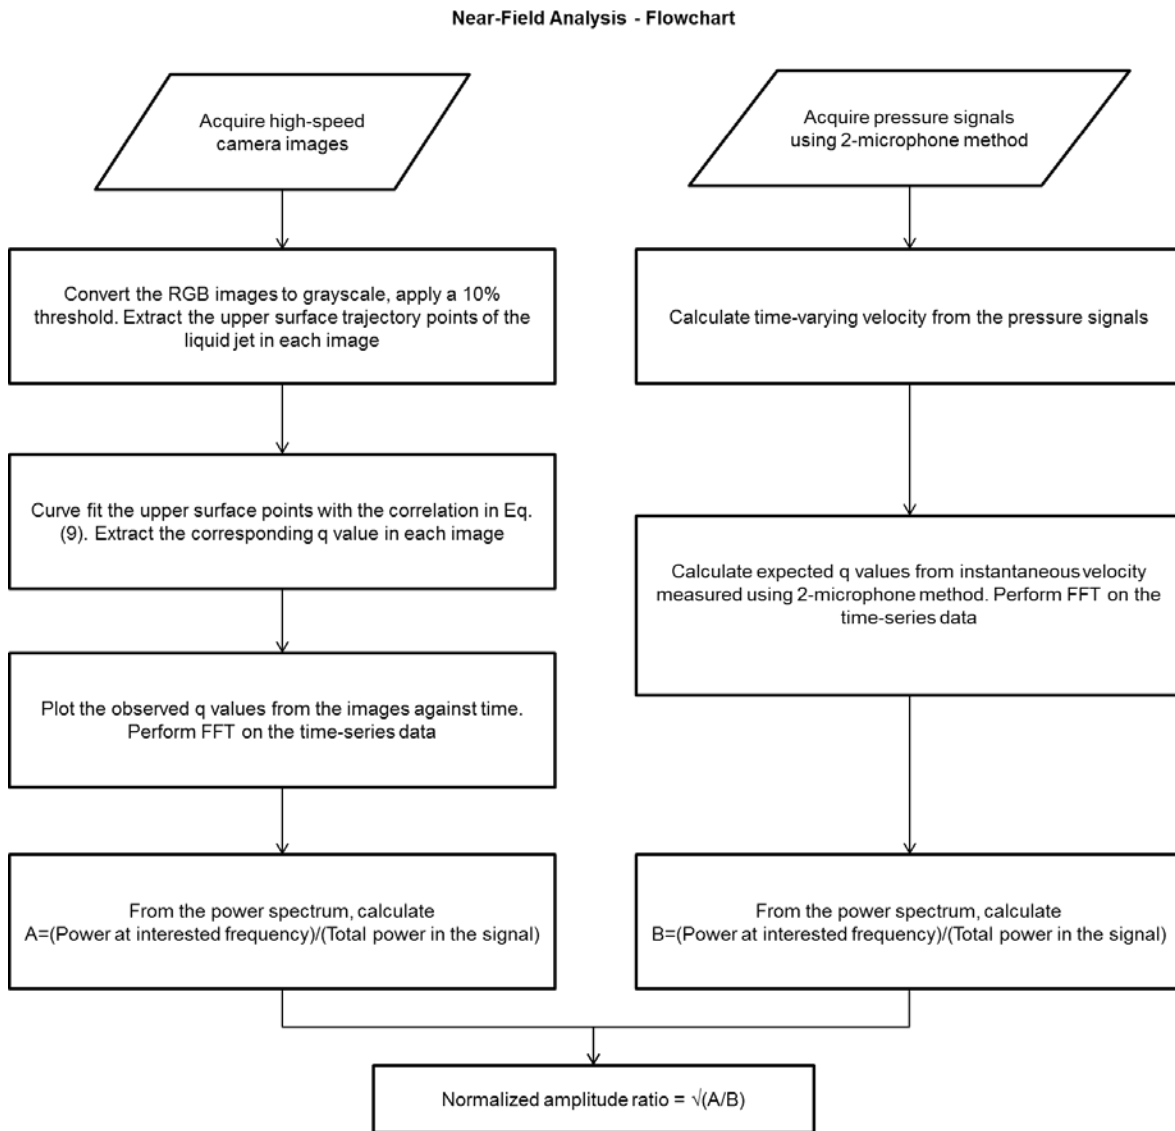 Near-Field Analysis - Flowchart
Acquire high-speed
camera images
Convert the RGB images to grayscale, apply a 10%
threshold. Extract the upper surface trajectory points of the
liquid jet in each image
Curve fit the upper surface points with the correlation in Eq.
(9). Extract the corresponding q value in each image
Plot the observed q values from the images against time.
Perform FFT on the time-series data
From the power spectrum, calculate
A=(Power at interested frequency)/(Total power in the signal)
Acquire pressure signals
using 2-microphone method
Calculate time-varying velocity from the pressure signals
Calculate expected q values from instantaneous velocity
measured using 2-microphone method. Perform FFT on the
time-series data
From the power spectrum, calculate
B=(Power at interested frequency)/(Total power in the signal)
Normalized amplitude ratio = √(A/B)